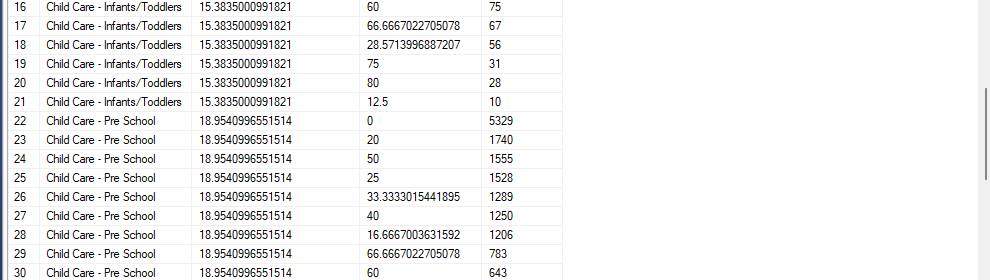 16 Child Care - Infants/Toddlers 15.3835000991821 60 75
17 Child Care - Infants/Toddlers 15.3835000991821 66.6667022705078 67
18 Child Care - Infants/Toddlers 15.3835000991821 28.5713996887207 56
19 Child Care - Infants/Toddlers 15.3835000991821 75 31
20 Child Care - Infants/Toddlers 15.3835000991821 80 28
21 Child Care - Infants/Toddlers 15.3835000991821 12.5 10
22 Child Care - Pre School 18.9540996551514 0 5329
23 Child Care - Pre School 18.9540996551514 20 1740
24 Child Care - Pre School 18.9540996551514 50 1555
25 Child Care - Pre School 18.9540996551514 25 1528
26 Child Care - Pre School 18.9540996551514 33.3333015441895 1289
27 Child Care - Pre School 18.9540996551514 40 1250
28 Child Care - Pre School 18.9540996551514 16.6667003631592 1206
29 Child Care - Pre School 18.9540996551514 66.6667022705078 783
30 Child Care - Pre School 18.9540996551514 60 643